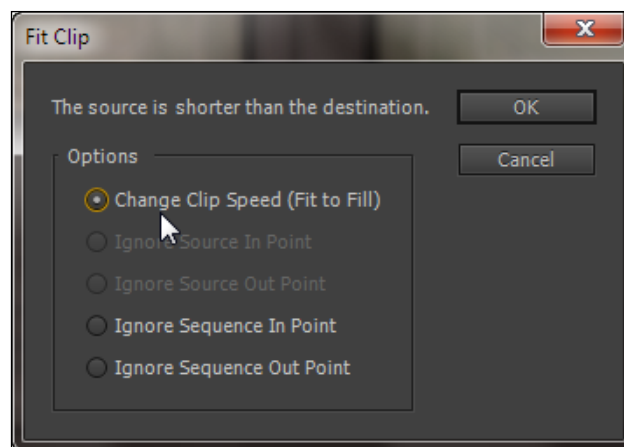 Fit Clip
The source is shorter than the destination.
OK
Options
Cancel
Change Clip Speed (Fit to Fill)
Ignore Source In Point
Ignore Source Out Point
Ignore Sequence In Point
Ignore Sequence Out Point